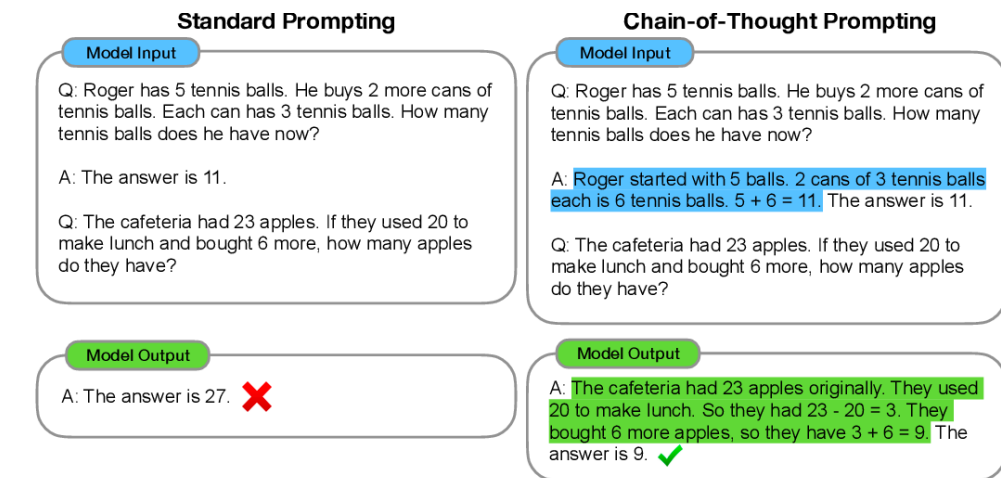 Standard Prompting
Model Input
Q: Roger has 5 tennis balls. He buys 2 more cans of
tennis balls. Each can has 3 tennis balls. How many
tennis balls does he have now?
A: The answer is 11.
Q: The cafeteria had 23 apples. If they used 20 to
make lunch and bought 6 more, how many apples
do they have?
Model Output
A: The answer is 27.
Chain-of-Thought Prompting
Model Input
Q: Roger has 5 tennis balls. He buys 2 more cans of
tennis balls. Each can has 3 tennis balls. How many
tennis balls does he have now?
A: Roger started with 5 balls. 2 cans of 3 tennis balls
each is 6 tennis balls. 5 + 6 = 11. The answer is 11.
Q: The cafeteria had 23 apples. If they used 20 to
make lunch and bought 6 more, how many apples
do they have?
Model Output
A: The cafeteria had 23 apples originally. They used
20 to make lunch. So they had 23 - 20 = 3. They
bought 6 more apples, so they have 3 + 6 = 9. The
answer is 9.